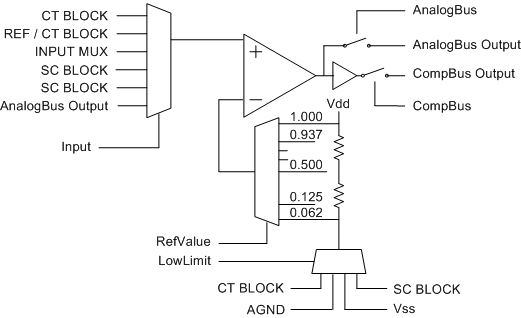 CT BLOCK
REF / CT BLOCK
INPUT MUX
SC BLOCK
SC BLOCK
AnalogBus Output
Input
+
−
AnalogBus
AnalogBus Output
CompBus Output
CompBus
Vdd
1.000
0.937
0.500
0.125
0.062
RefValue
LowLimit
CT BLOCK
AGND
SC BLOCK
Vss